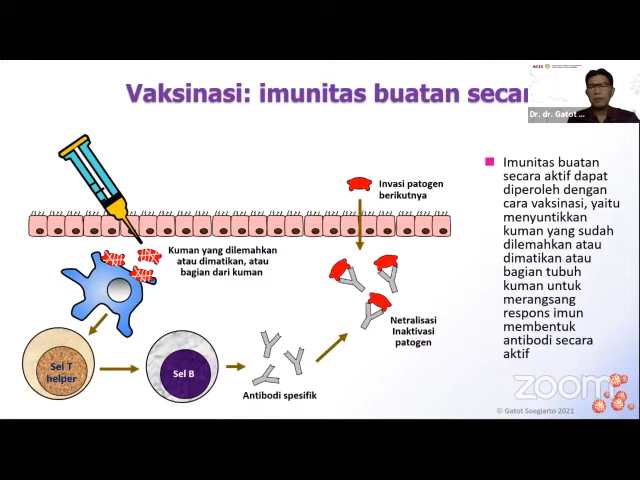 Vaksinasi: imunitas buatan secar
ACES
Dr. dr. Gatot ...
Invasi patogen
berikutnya
Kuman yang dilemahkan
atau dimatikan, atau
bagian dari kuman
Netralisasi
Inaktivasi
patogen
Sel T
helper
Sel B
Antibodi spesifik
Imunitas buatan
secara aktif dapat
diperoleh dengan
cara vaksinasi, yaitu
menyuntikkan
kuman yang sudah
dilemahkan atau
dimatikan atau
bagian tubuh
kuman untuk
merangsang
respons imun
membentuk
antibodi secara
aktif
zoom
© Gatot Soegiarto 2021